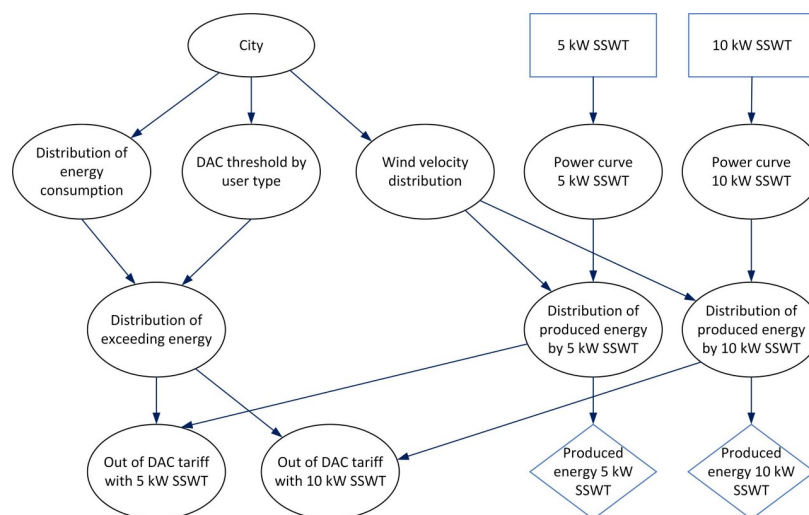 City
5 kW SSWT
10 kW SSWT
Distribution of
energy
consumption
DAC threshold by
user type
Wind velocity
distribution
Power curve
5 kW SSWT
Power curve
10 kW SSWT
Distribution of
exceeding energy
Distribution of
produced energy
by 5 kW SSWT
Distribution of
produced energy
by 10 kW SSWT
Out of DAC tariff
with 5 kW SSWT
Out of DAC tariff
with 10 kW SSWT
Produced
energy 5 kW
SSWT
Produced
energy 10 kW
SSWT